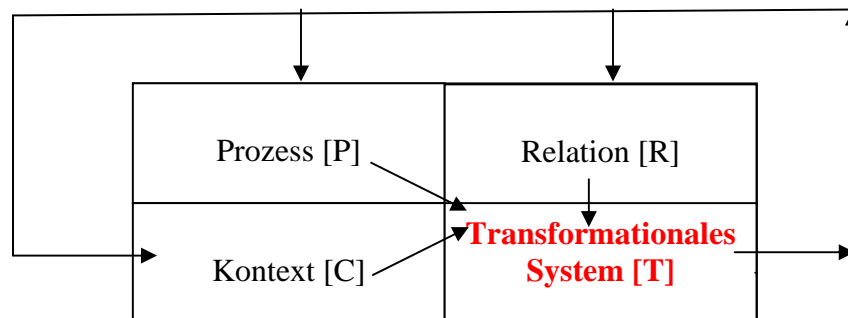 Prozess [P]
Relation [R]
Kontext [C]
Transformationales
System [T]